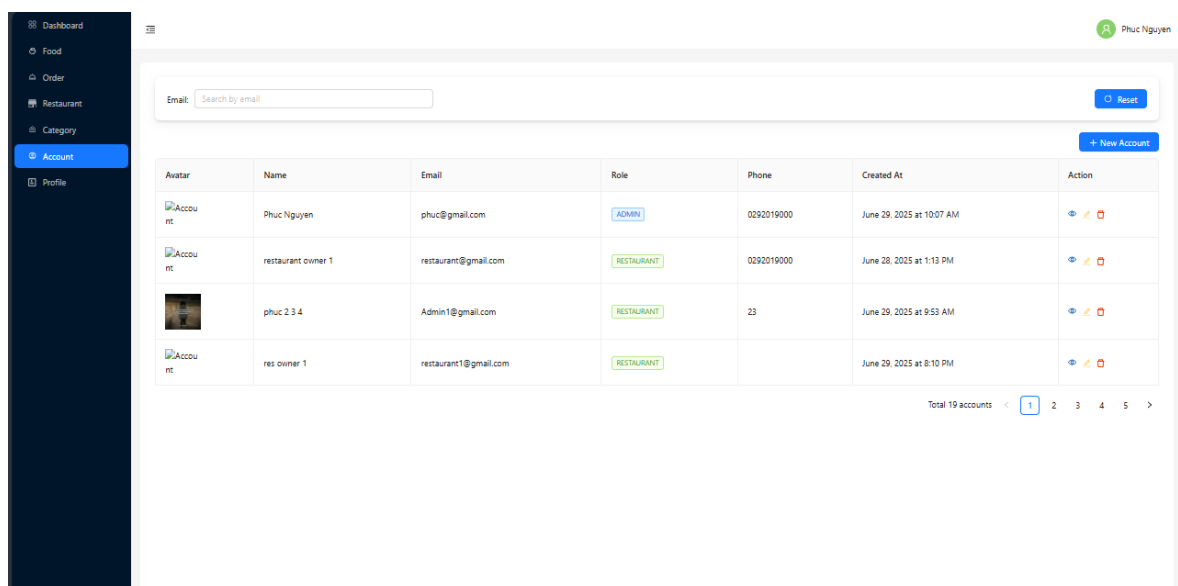 Dashboard
Food
Order
Restaurant
Category
Account
Profile
Phuc Nguyen
Email: Search by email
Reset
+ New Account
Avatar Name Email Role Phone Created At Action
Accou
nt
Phuc Nguyen phuc@gmail.com ADMIN 0292019000 June 29, 2025 at 10:07 AM
Accou
nt
restaurant owner 1 restaurant@gmail.com RESTAURANT 0292019000 June 28, 2025 at 1:13 PM
phuc 2 3 4 Admin1@gmail.com RESTAURANT 23 June 29, 2025 at 9:53 AM
Accou
nt
res owner 1 restaurant1@gmail.com RESTAURANT June 29, 2025 at 8:10 PM
Total 19 accounts < 1 2 3 4 5 >